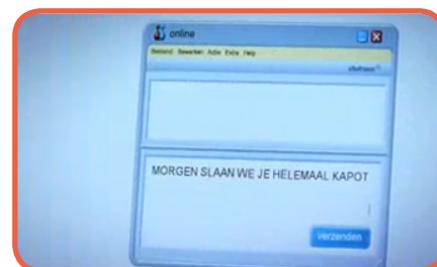 online
Bestand Bewerken Actie Extra Help
MORGEN SLAAN WE JE HELEMAAL KAPOT
verzenden